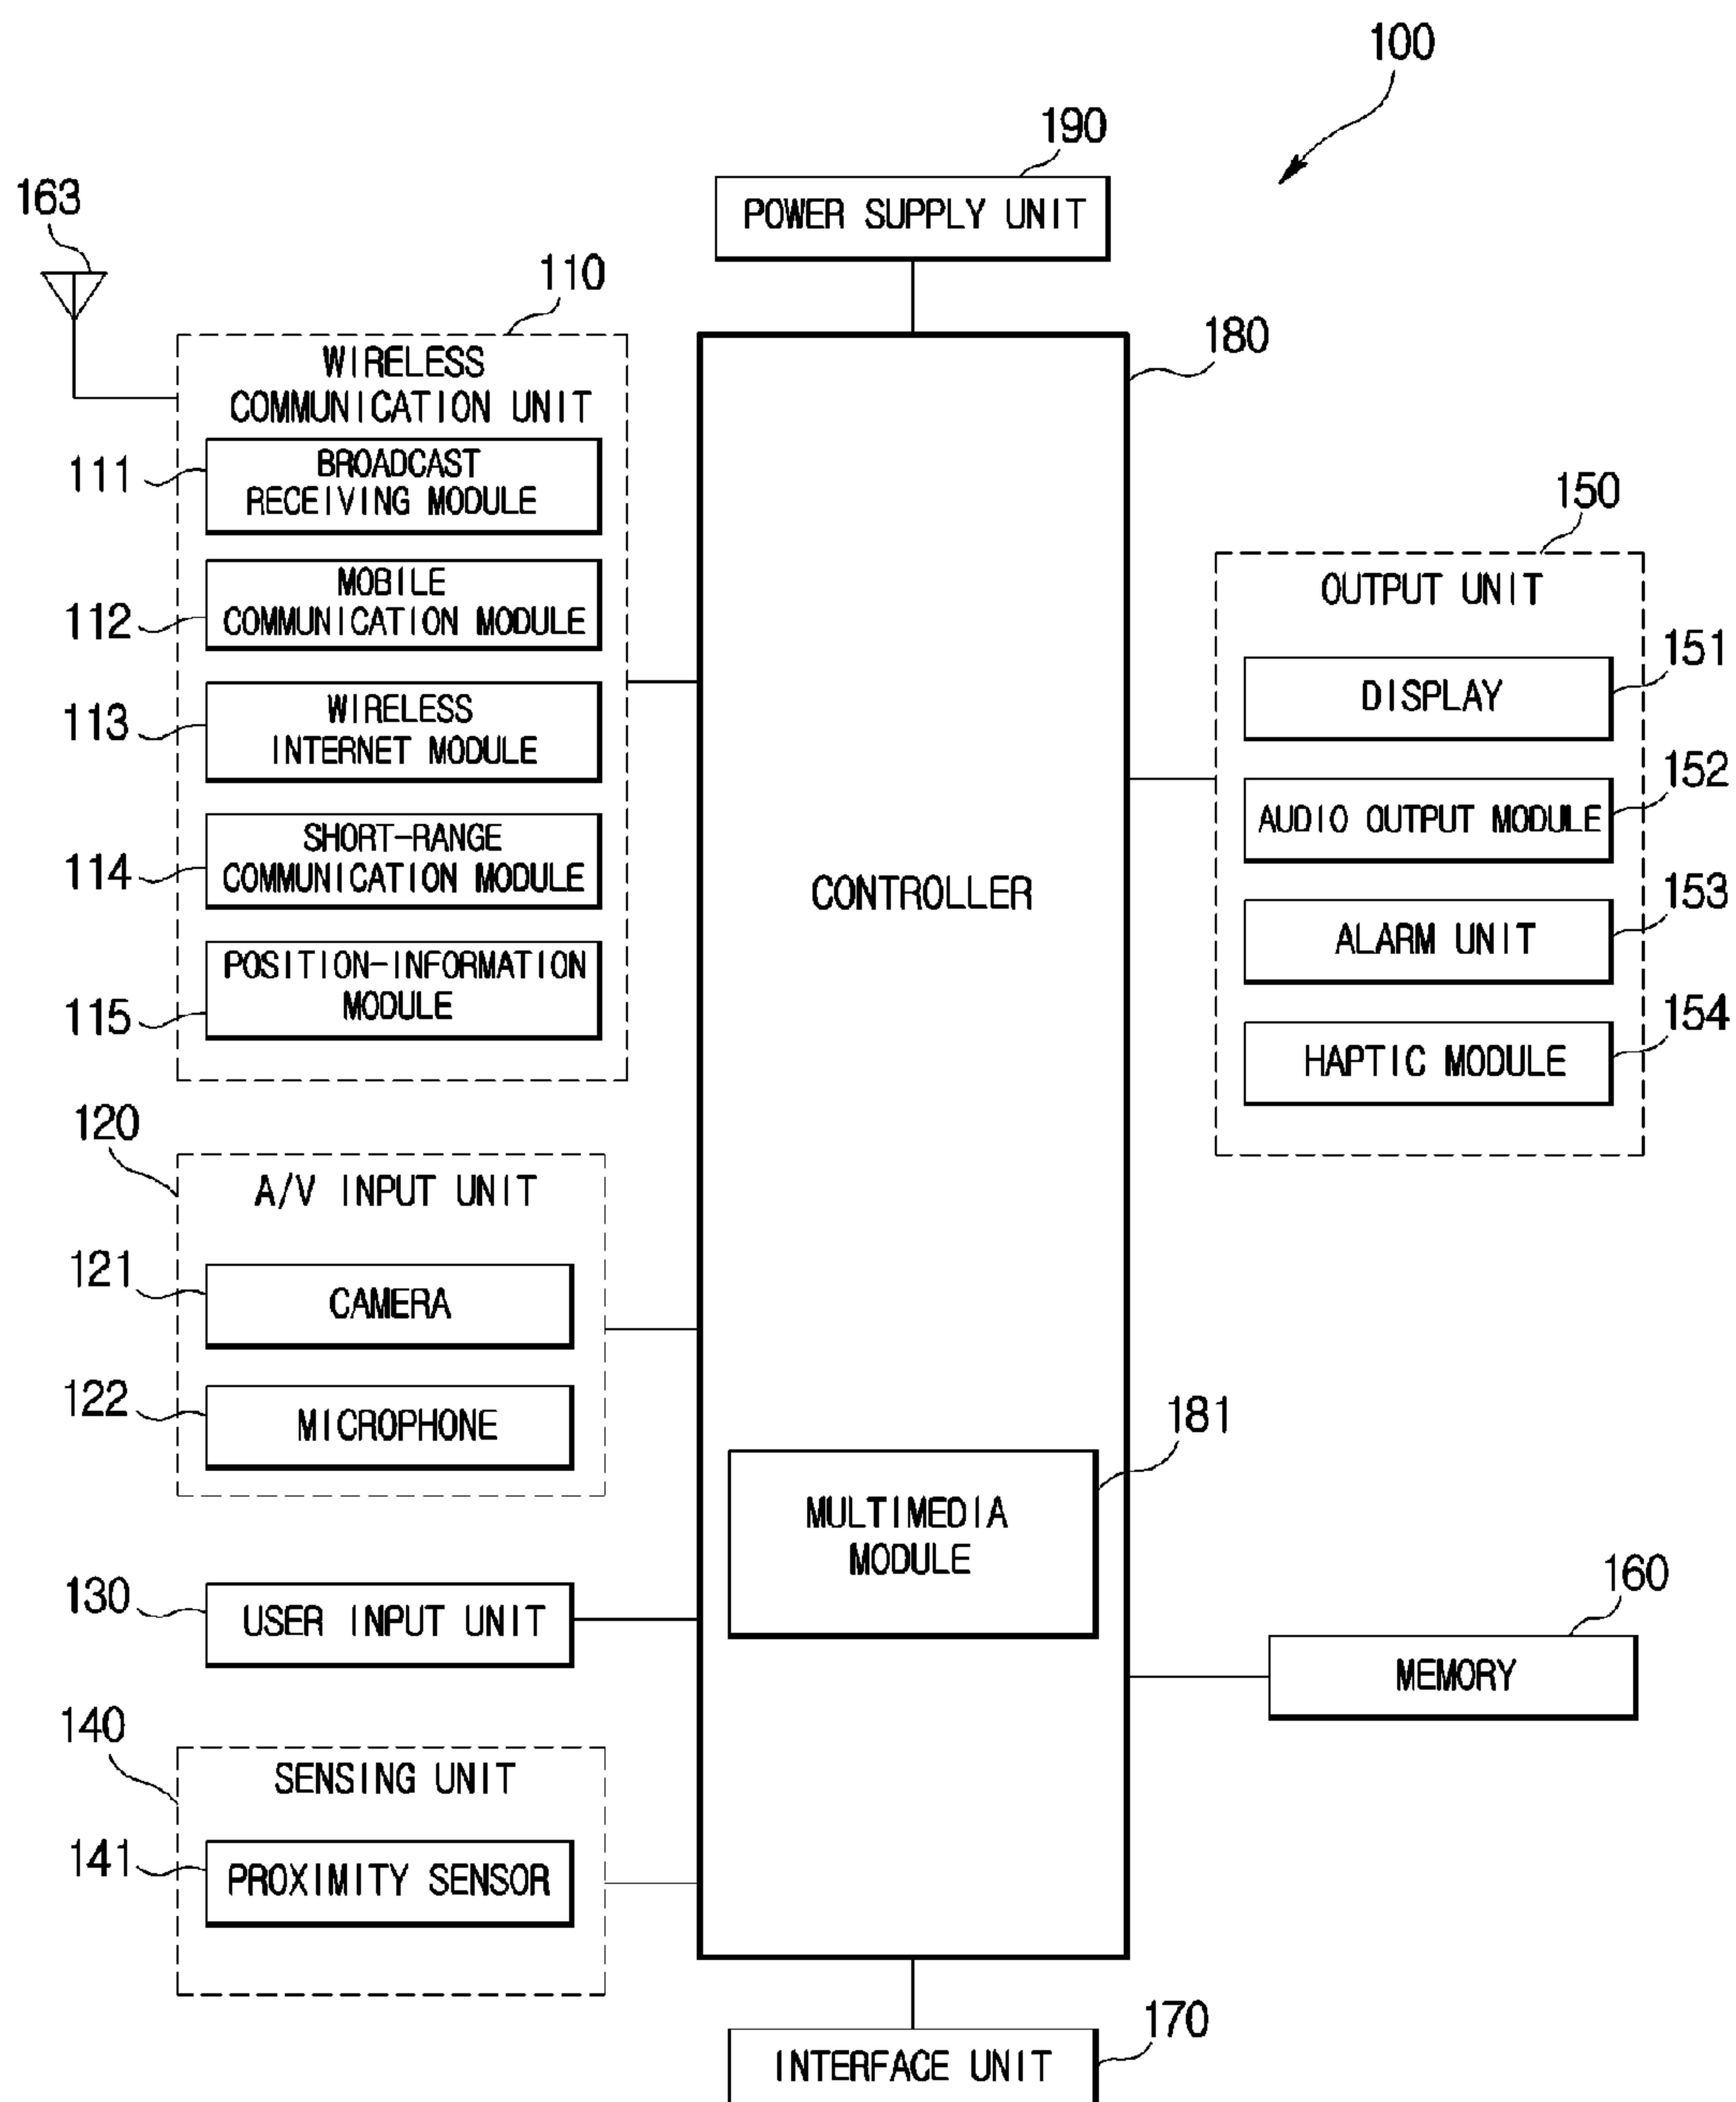 100
190
POWER SUPPLY UNIT
163
110
WIRELESS
COMMUNICATION UNIT
111
BROADCAST
RECEIVING MODULE
112
MOBILE
COMMUNICATION MODULE
113
WIRELESS
INTERNET MODULE
114
SHORT-RANGE
COMMUNICATION MODULE
115
POSITION-INFORMATION
MODULE
120
A/V INPUT UNIT
121
CAMERA
122
MICROPHONE
130
USER INPUT UNIT
140
SENSING UNIT
141
PROXIMITY SENSOR
180
CONTROLLER
181
MULTIMEDIA
MODULE
150
OUTPUT UNIT
151
DISPLAY
152
AUDIO OUTPUT MODULE
153
ALARM UNIT
154
HAPTIC MODULE
160
MEMORY
170
INTERFACE UNIT